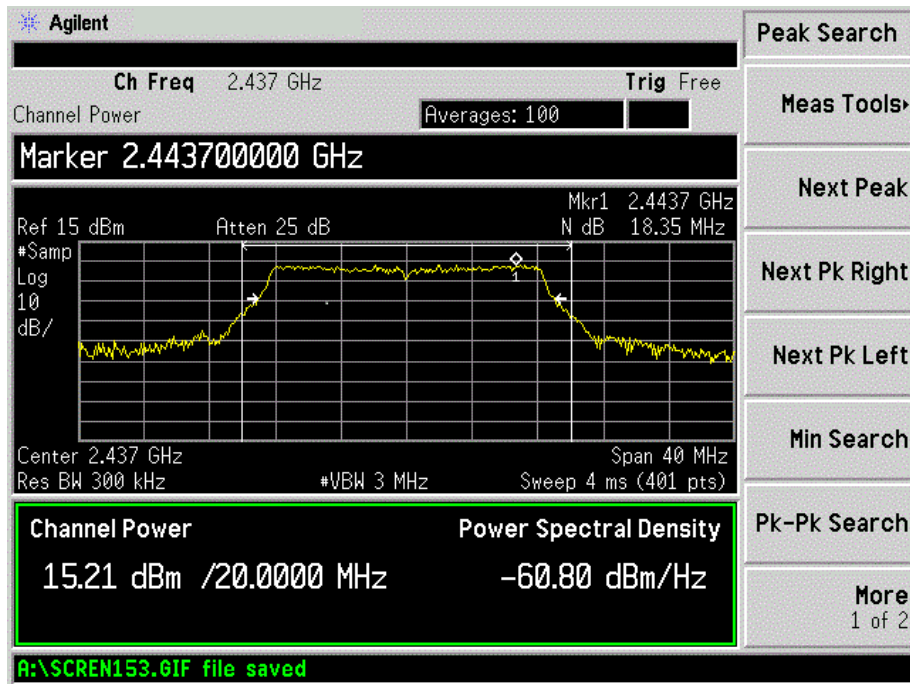 Agilent
Peak Search
Ch Freq 2.437 GHz Trig Free
Channel Power Averages: 100
Meas Tools
Marker 2.443700000 GHz
Next Peak
Mkr1 2.4437 GHz
Ref 15 dBm Atten 25 dB N dB 18.35 MHz
#Samp
Log
10
dB/
1
Next Pk Right
Next Pk Left
Min Search
Center 2.437 GHz Span 40 MHz
Res BW 300 kHz #VBW 3 MHz Sweep 4 ms (401 pts)
Channel Power Power Spectral Density
Pk-Pk Search
15.21 dBm /20.0000 MHz -60.80 dBm/Hz
More
1 of 2
A:\SCREN153.GIF file saved